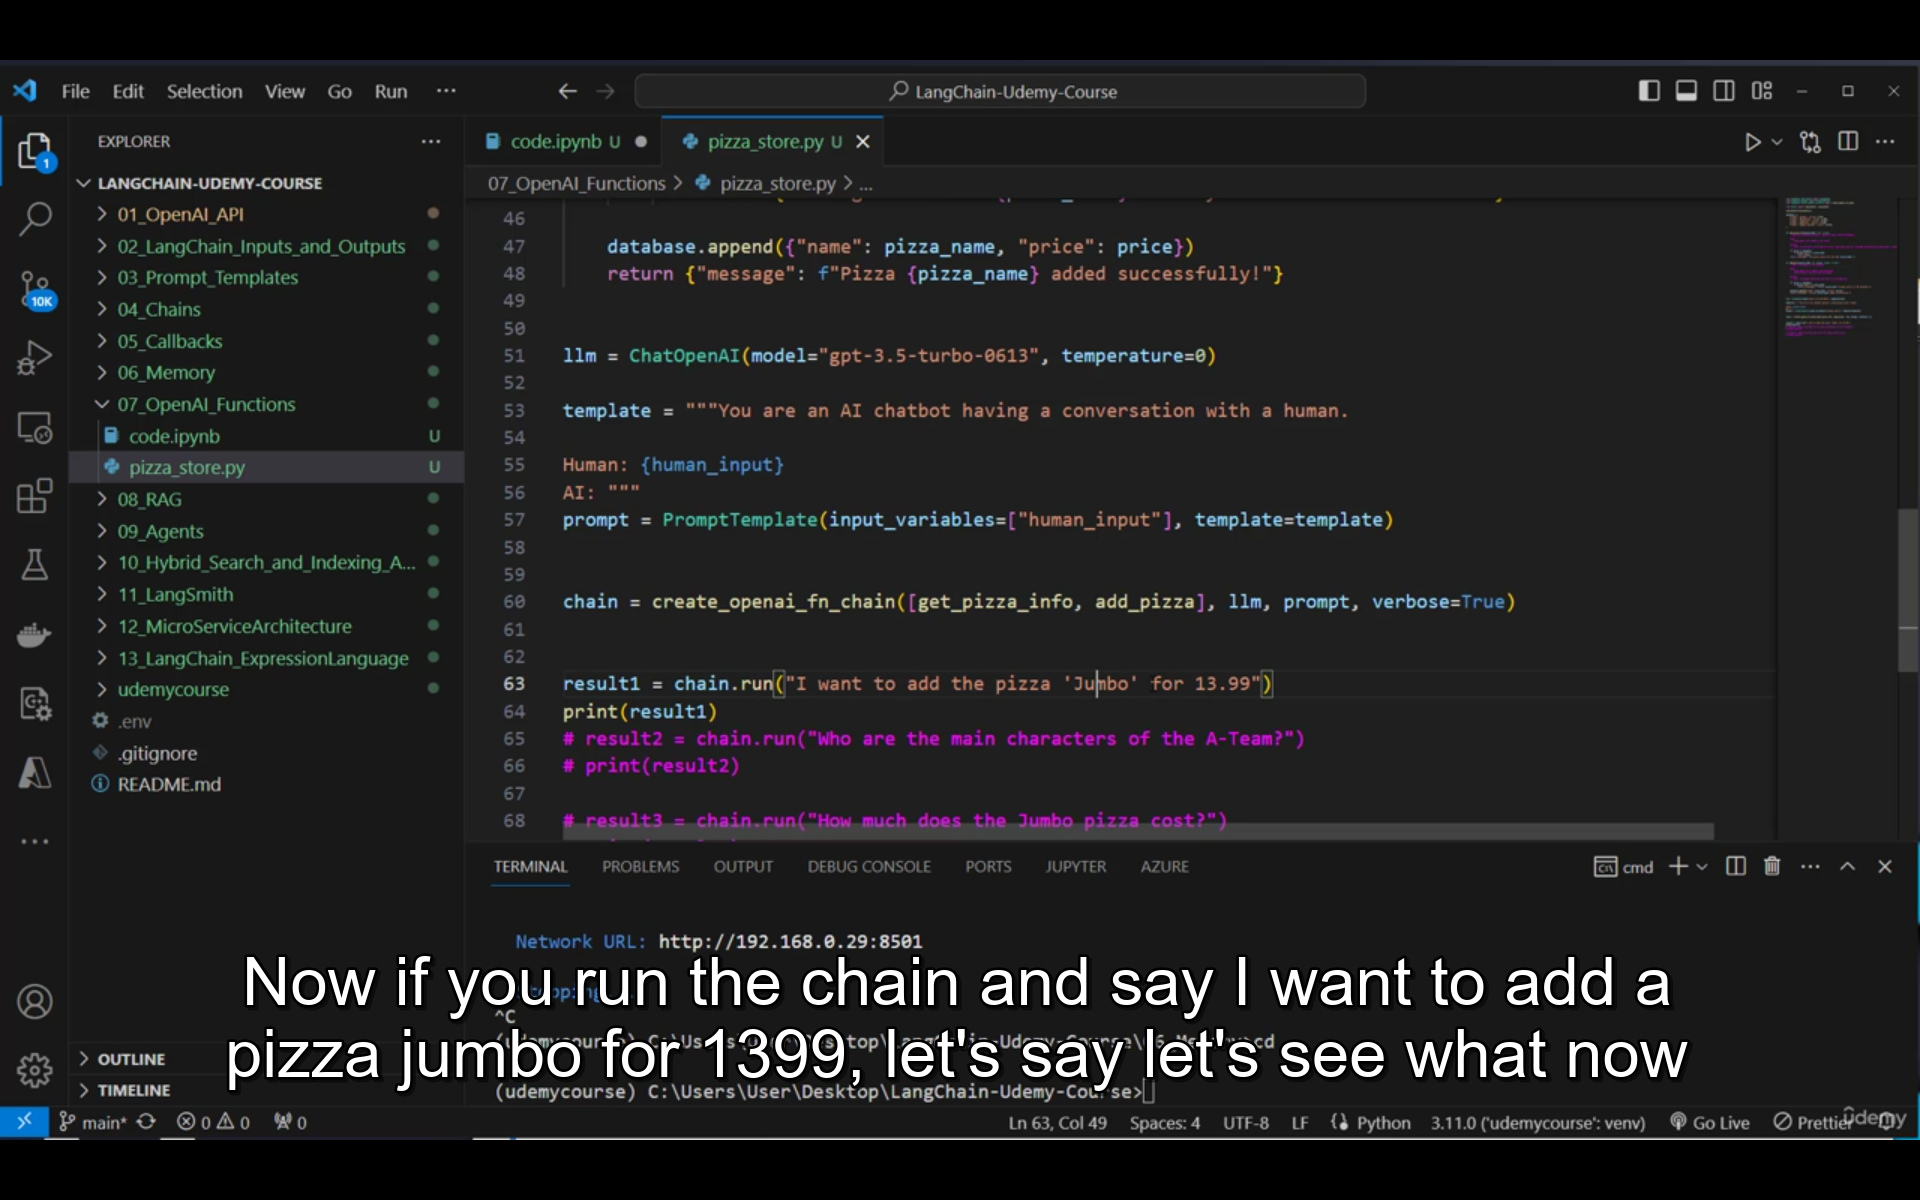 File Edit Selection View Go Run ...
LangChain-Udemy-Course
EXPLORER
code.ipynb U
pizza_store.py U
1
LANGCHAIN-UDEMY-COURSE
07_OpenAI_Functions > pizza_store.py > ...
01_OpenAI_API
02_LangChain_Inputs_and_Outputs
03_Prompt_Templates
10K
04_Chains
05_Callbacks
06_Memory
07_OpenAI_Functions
code.ipynb U
pizza_store.py U
08_RAG
09_Agents
10_Hybrid_Search_and_Indexing_A...
11_LangSmith
12_MicroServiceArchitecture
13_LangChain_ExpressionLanguage
udemycourse
.env
.gitignore
README.md
OUTLINE
TIMELINE
46
47 database.append({"name": pizza_name, "price": price})
48 return {"message": f"Pizza {pizza_name} added successfully!"}
49
50
51 llm = ChatOpenAI(model="gpt-3.5-turbo-0613", temperature=0)
52
53 template = """You are an AI chatbot having a conversation with a human.
54
55 Human: {human_input}
56 AI: """
57 prompt = PromptTemplate(input_variables=["human_input"], template=template)
58
59
60 chain = create_openai_fn_chain([get_pizza_info, add_pizza], llm, prompt, verbose=True)
61
62
63 result1 = chain.run("I want to add the pizza 'Jumbo' for 13.99")
64 print(result1)
65 # result2 = chain.run("Who are the main characters of the A-Team?")
66 # print(result2)
67
68 # result3 = chain.run("How much does the Jumbo pizza cost?")
TERMINAL PROBLEMS OUTPUT DEBUG CONSOLE PORTS JUPYTER AZURE
cmd
Network URL: http://192.168.0.29:8501
^C
(udemycourse) C:\Users\User\Desktop\LangChain-Udemy-Course>
Now if you run the chain and say I want to add a
pizza jumbo for 1399, let's say let's see what now
main* 0 0 0
Ln 63, Col 49 Spaces: 4 UTF-8 LF Python 3.11.0 ('udemycourse': venv) Go Live Prettier
ûdemy